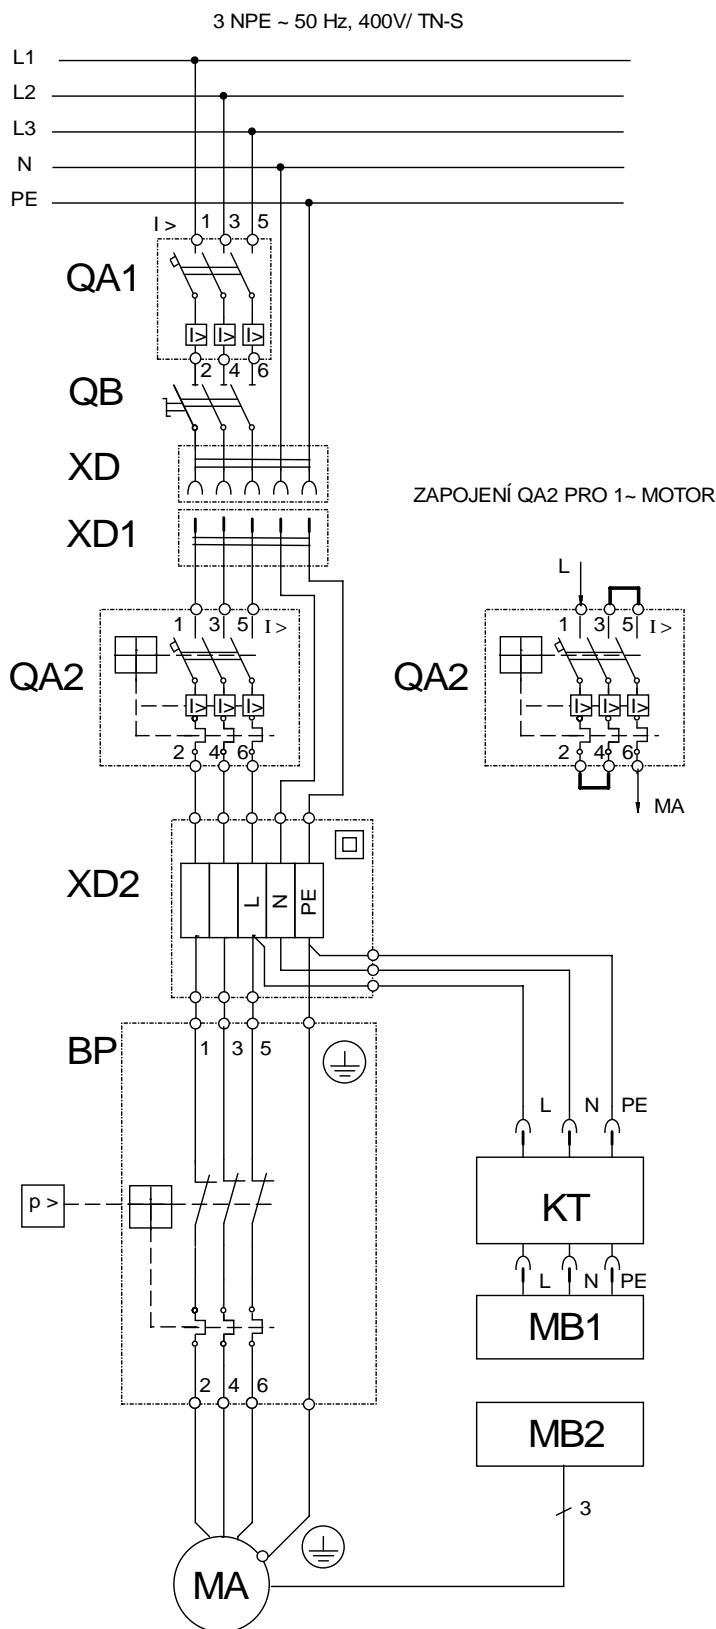 3 NPE ~ 50 Hz, 400V/ TN-S
L1
L2
L3
N
PE
I > 1 3 5
QA1
I> I> I>
2 4 6
QB
XD
XD1
ZAPOJENÍ QA2 PRO 1~ MOTOR
L
1 3 5 I >
QA2
I> I> I>
2 4 6
1 3 5 I >
QA2
I> I> I>
2 4 6
MA
XD2
L N PE
BP
1 3 5
p >
2 4 6
L N PE
KT
L N PE
MB1
MB2
3
MA